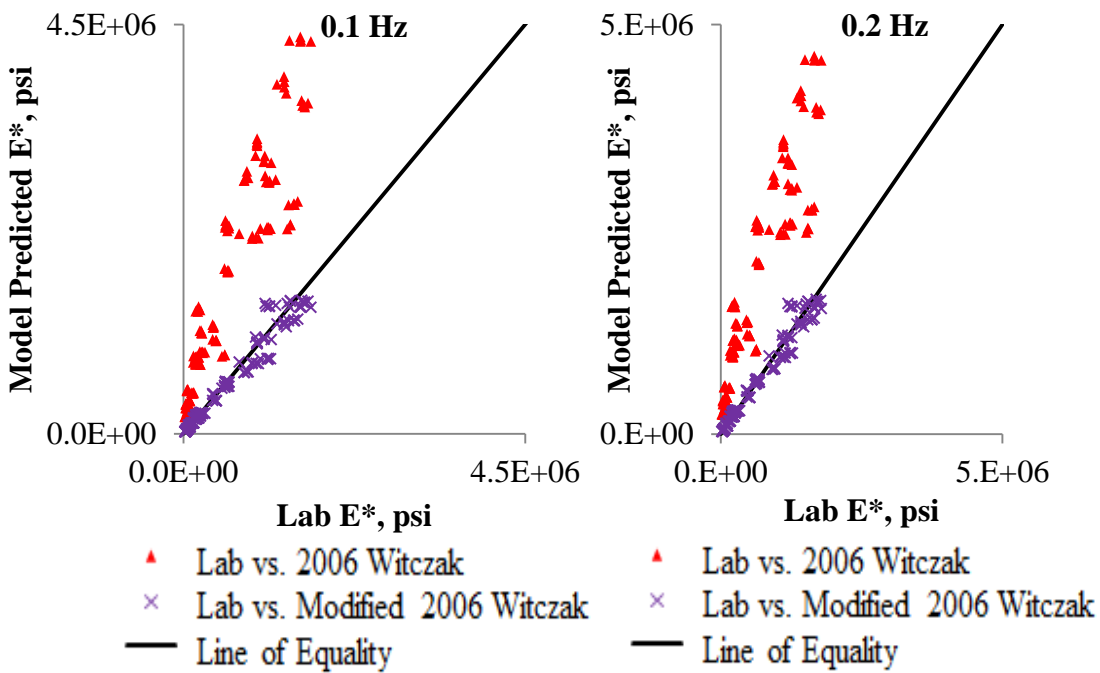 4.5E+06
0.1 Hz
Model Predicted E*, psi
0.0E+00
0.0E+00
4.5E+06
Lab E*, psi
Lab vs. 2006 Witczak
Lab vs. Modified 2006 Witczak
Line of Equality
5.E+06
0.2 Hz
Model Predicted E*, psi
0.E+00
0.E+00
5.E+06
Lab E*, psi
Lab vs. 2006 Witczak
Lab vs. Modified 2006 Witczak
Line of Equality